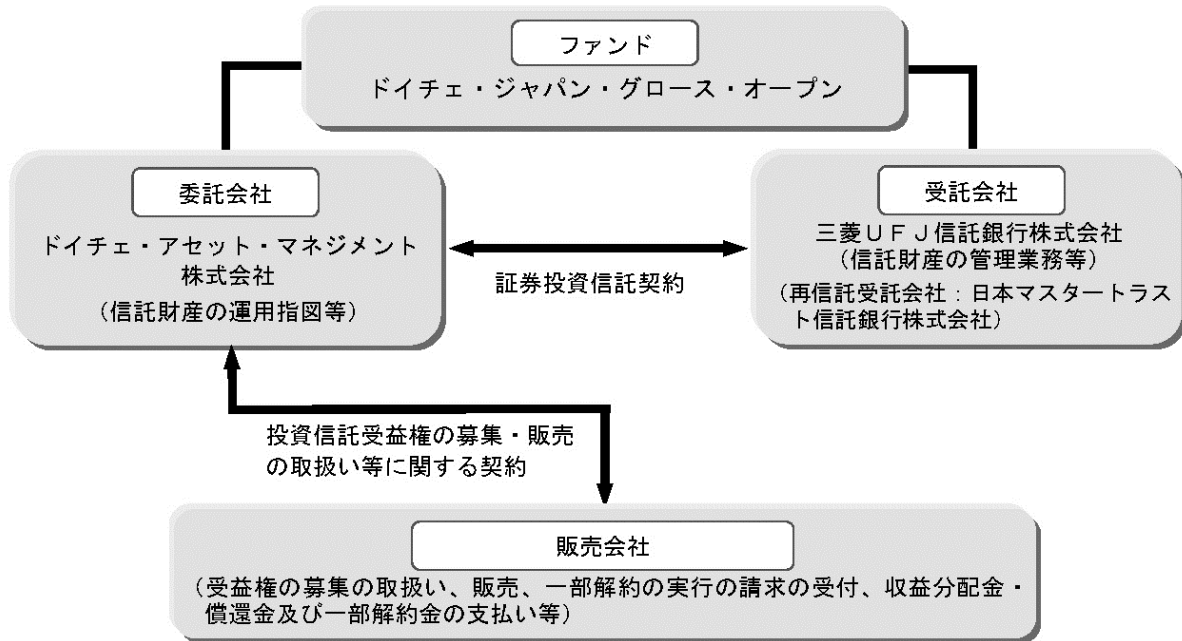 ファンド
ドイチェ・ジャパン・グロース・オープン
委託会社
ドイチェ・アセット・マネジメント
株式会社
(信託財産の運用指図等)
証券投資信託契約
受託会社
三菱UFJ信託銀行株式会社
(信託財産の管理業務等)
(再信託受託会社:日本マスタートラス
ト信託銀行株式会社)
投資信託受益権の募集・販売
の取扱い等に関する契約
販売会社
(受益権の募集の取扱い、販売、一部解約の実行の請求の受付、収益分配金・
償還金及び一部解約金の支払い等)